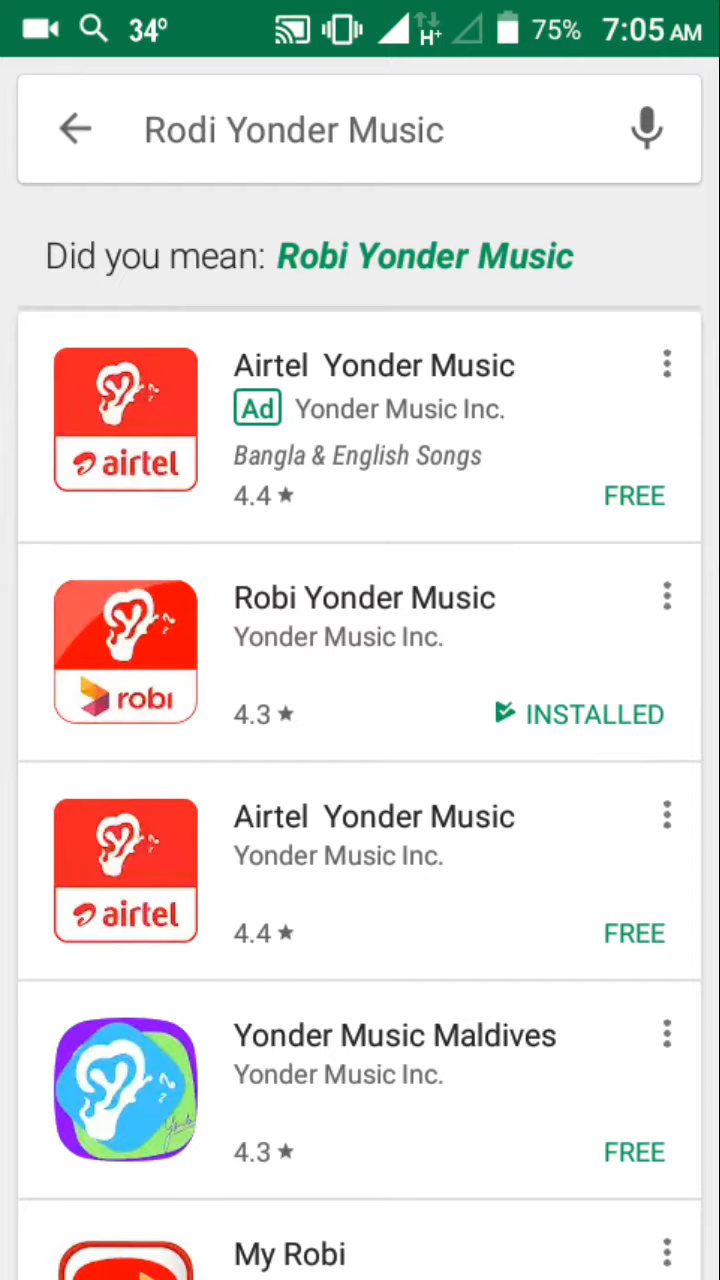 34° H+ 75% 7:05 AM
Rodi Yonder Music
Did you mean: Robi Yonder Music
Airtel  Yonder Music
Ad Yonder Music Inc.
Bangla & English Songs
4.4 FREE
airtel
Robi Yonder Music
Yonder Music Inc.
robi
4.3 INSTALLED
Airtel  Yonder Music
Yonder Music Inc.
airtel
4.4 FREE
Yonder Music Maldives
Yonder Music Inc.
4.3 FREE
My Robi